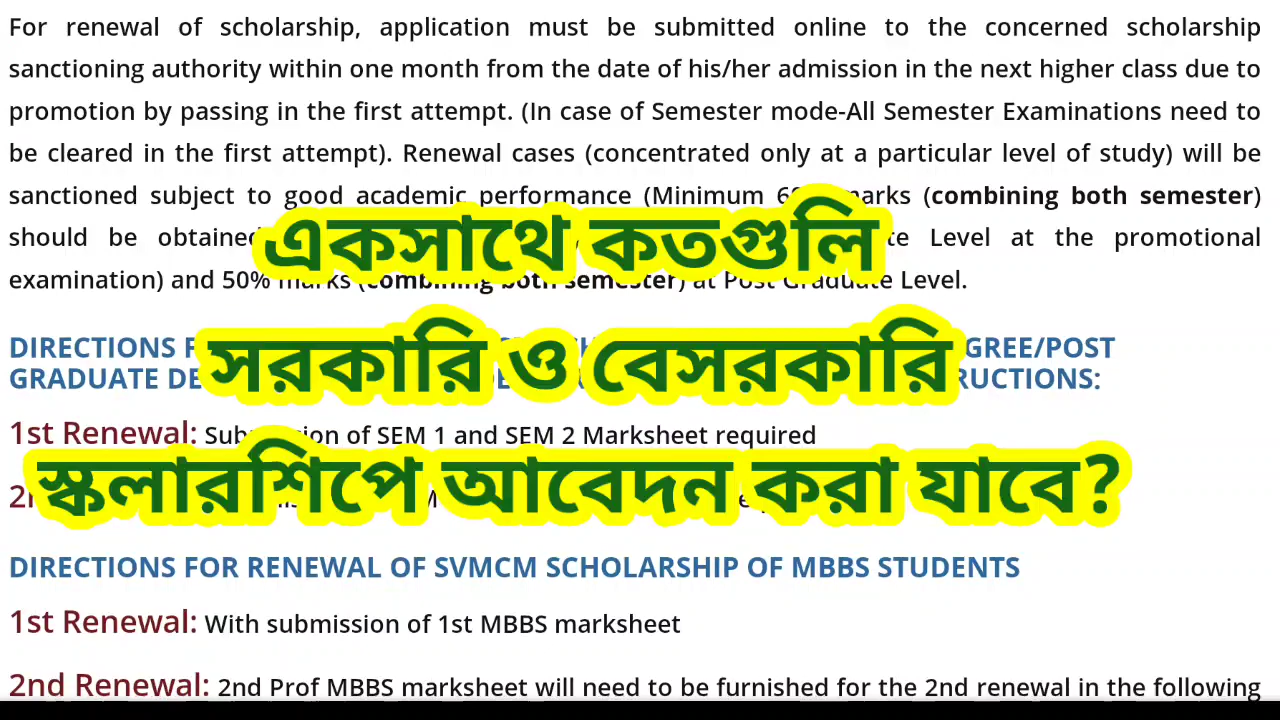 For renewal of scholarship, application must be submitted online to the concerned scholarship
sanctioning authority within one month from the date of his/her admission in the next higher class due to
promotion by passing in the first attempt. (In case of Semester mode-All Semester Examinations need to
be cleared in the first attempt). Renewal cases (concentrated only at a particular level of study) will be
sanctioned subject to good academic performance (Minimum marks (combining both semester)
should be obtained Level at the promotional
examination) and 50% marks (combining both semester) at Post Graduate Level.
একসাথে কতগুলি
সরকারি ও বেসরকারি
স্কলারশিপে আবেদন করা যাবে?
DIRECTIONS
GRADUATE
1st Renewal: Submission of SEM 1 and SEM 2 Marksheet required
DIRECTIONS FOR RENEWAL OF SVMCM SCHOLARSHIP OF MBBS STUDENTS
1st Renewal: With submission of 1st MBBS marksheet
2nd Renewal: 2nd Prof MBBS marksheet will need to be furnished for the 2nd renewal in the following